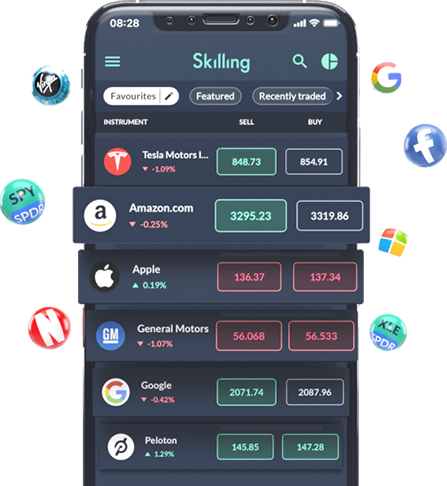 08:28
Skilling
Favourites
Featured
Recently traded
INSTRUMENT SELL BUY
Tesla Motors I... 848.73 854.91
-1.09%
Amazon.com 3295.23 3319.86
-0.25%
Apple 136.37 137.34
0.19%
GM General Motors 56.068 56.533
-1.07%
Google 2071.74 2087.96
-0.42%
Peloton 145.85 147.28
1.29%
Virgin
SPY
SPDR
N
G
f
XLE
SPDR